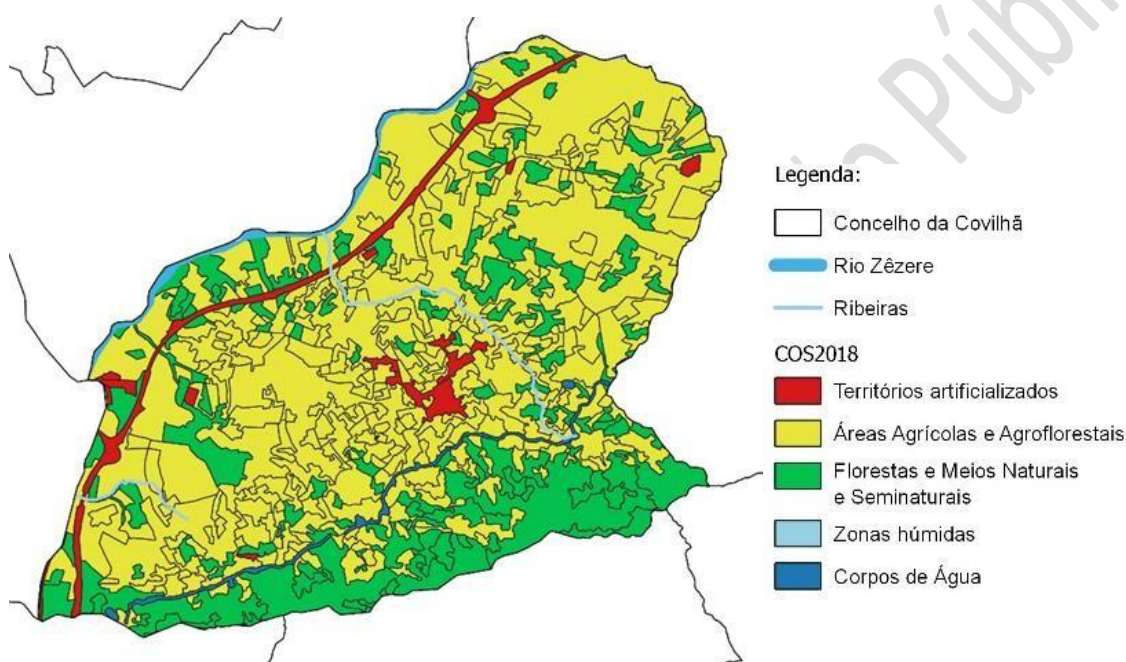 Públi
Legenda:
Concelho da Covilhã
Rio Zêzere
Ribeiras
COS2018
Territórios artificializados
Áreas Agrícolas e Agroflorestais
Florestas e Meios Naturais
e Seminaturais
Zonas húmidas
Corpos de Água